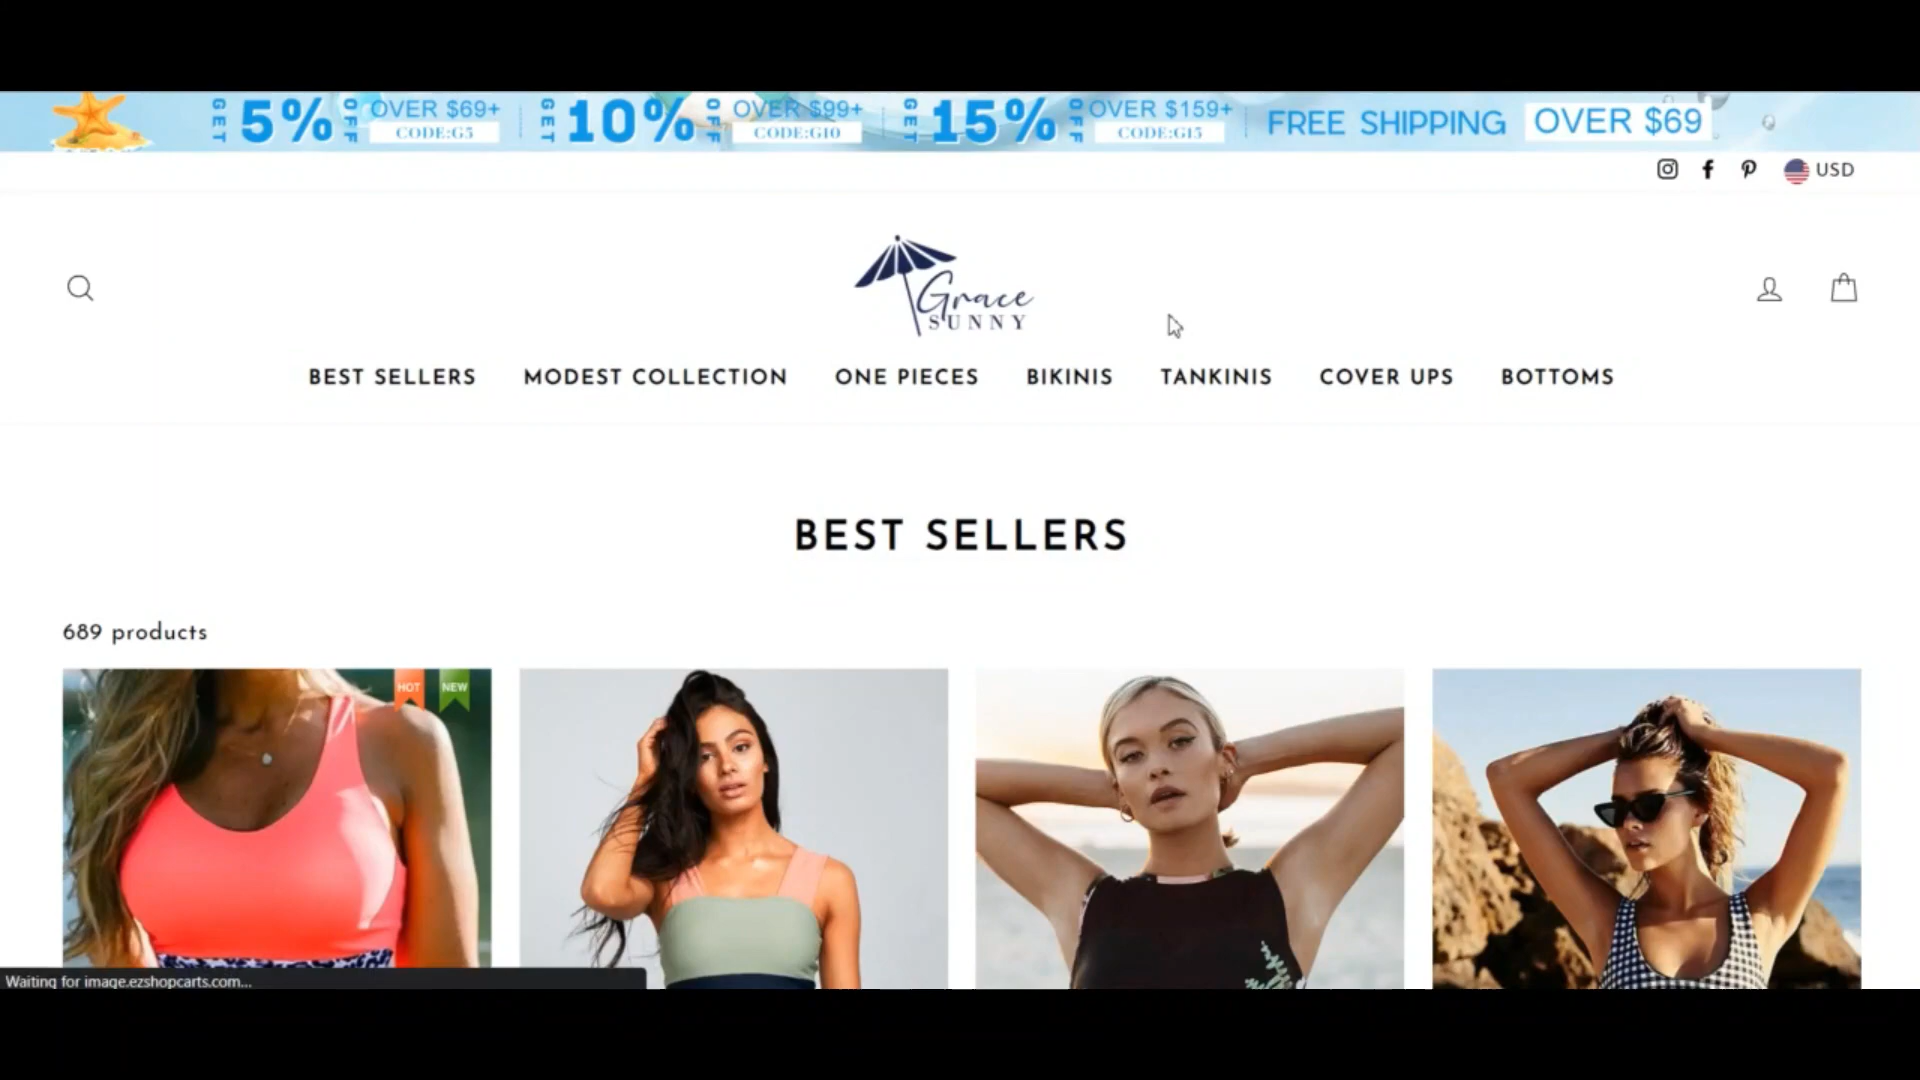 GET 5% OFF OVER $69+ CODE:G5
GET 10% OFF OVER $99+ CODE:G10
GET 15% OFF OVER $159+ CODE:G15
FREE SHIPPING OVER $69
USD
Grace
SUNNY
BEST SELLERS MODEST COLLECTION ONE PIECES BIKINIS TANKINIS COVER UPS BOTTOMS
BEST SELLERS
689 products
HOT NEW
Waiting for image.ezshopcarts.com...